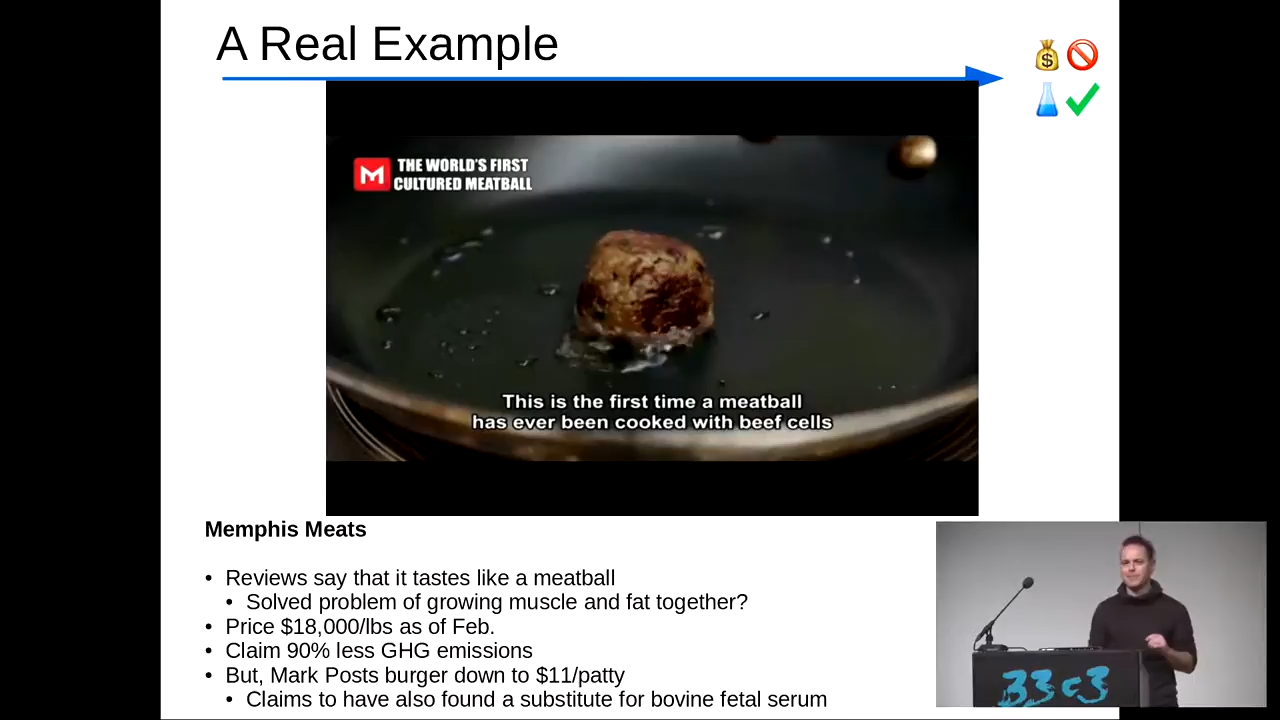 A Real Example
THE WORLD'S FIRST
CULTURED MEATBALL
This is the first time a meatball
has ever been cooked with beef cells
Memphis Meats
• Reviews say that it tastes like a meatball
• Solved problem of growing muscle and fat together?
• Price $18,000/lbs as of Feb.
• Claim 90% less GHG emissions
• But, Mark Posts burger down to $11/patty
• Claims to have also found a substitute for bovine fetal serum
33c3